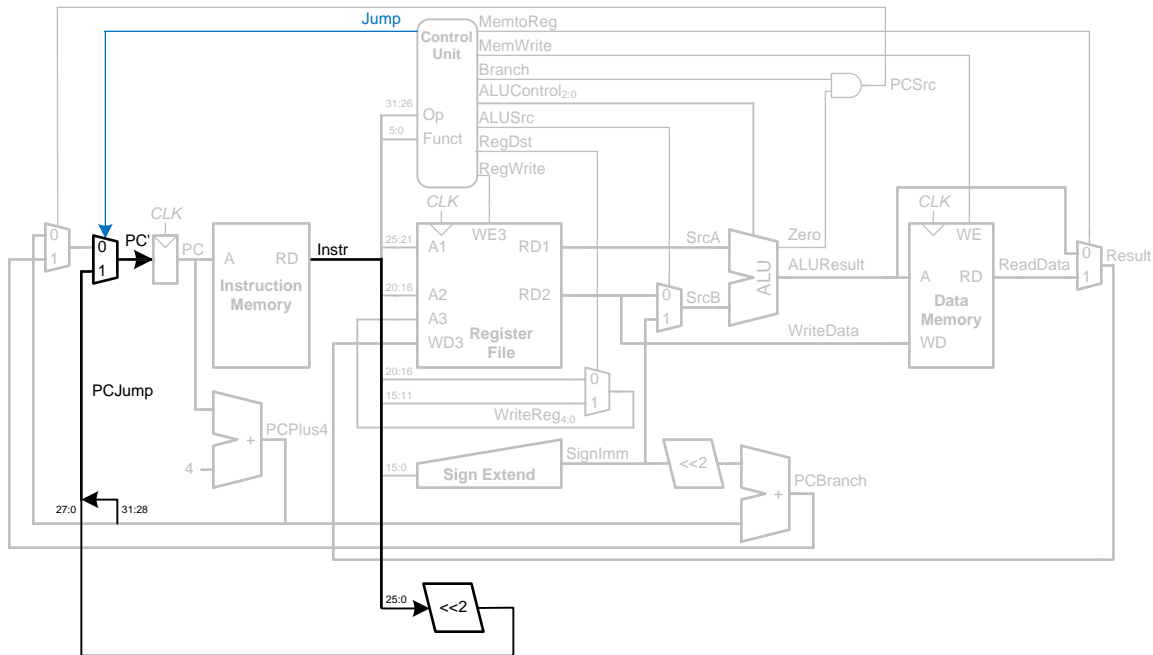 Jump
MemtoReg
Control
Unit
MemWrite
Branch
PCSrc
ALUControl2:0
31:26
Op
ALUSrc
5:0
Funct
RegDst
RegWrite
CLK
CLK
CLK
0
1
0
1
PC'
PC
A
RD
Instruction
Memory
Instr
25:21
A1
WE3
RD1
SrcA
Zero
WE
0
1
Result
20:16
A2
RD2
0
1
SrcB
ALU
ALUResult
A
RD
ReadData
Data
Memory
A3
Register
File
WD3
WriteData
WD
PCJump
20:16
0
15:11
1
WriteReg4:0
PCPlus4
+
4
SignImm
15:0
Sign Extend
<<2
PCBranch
+
27:0
31:28
25:0
<<2